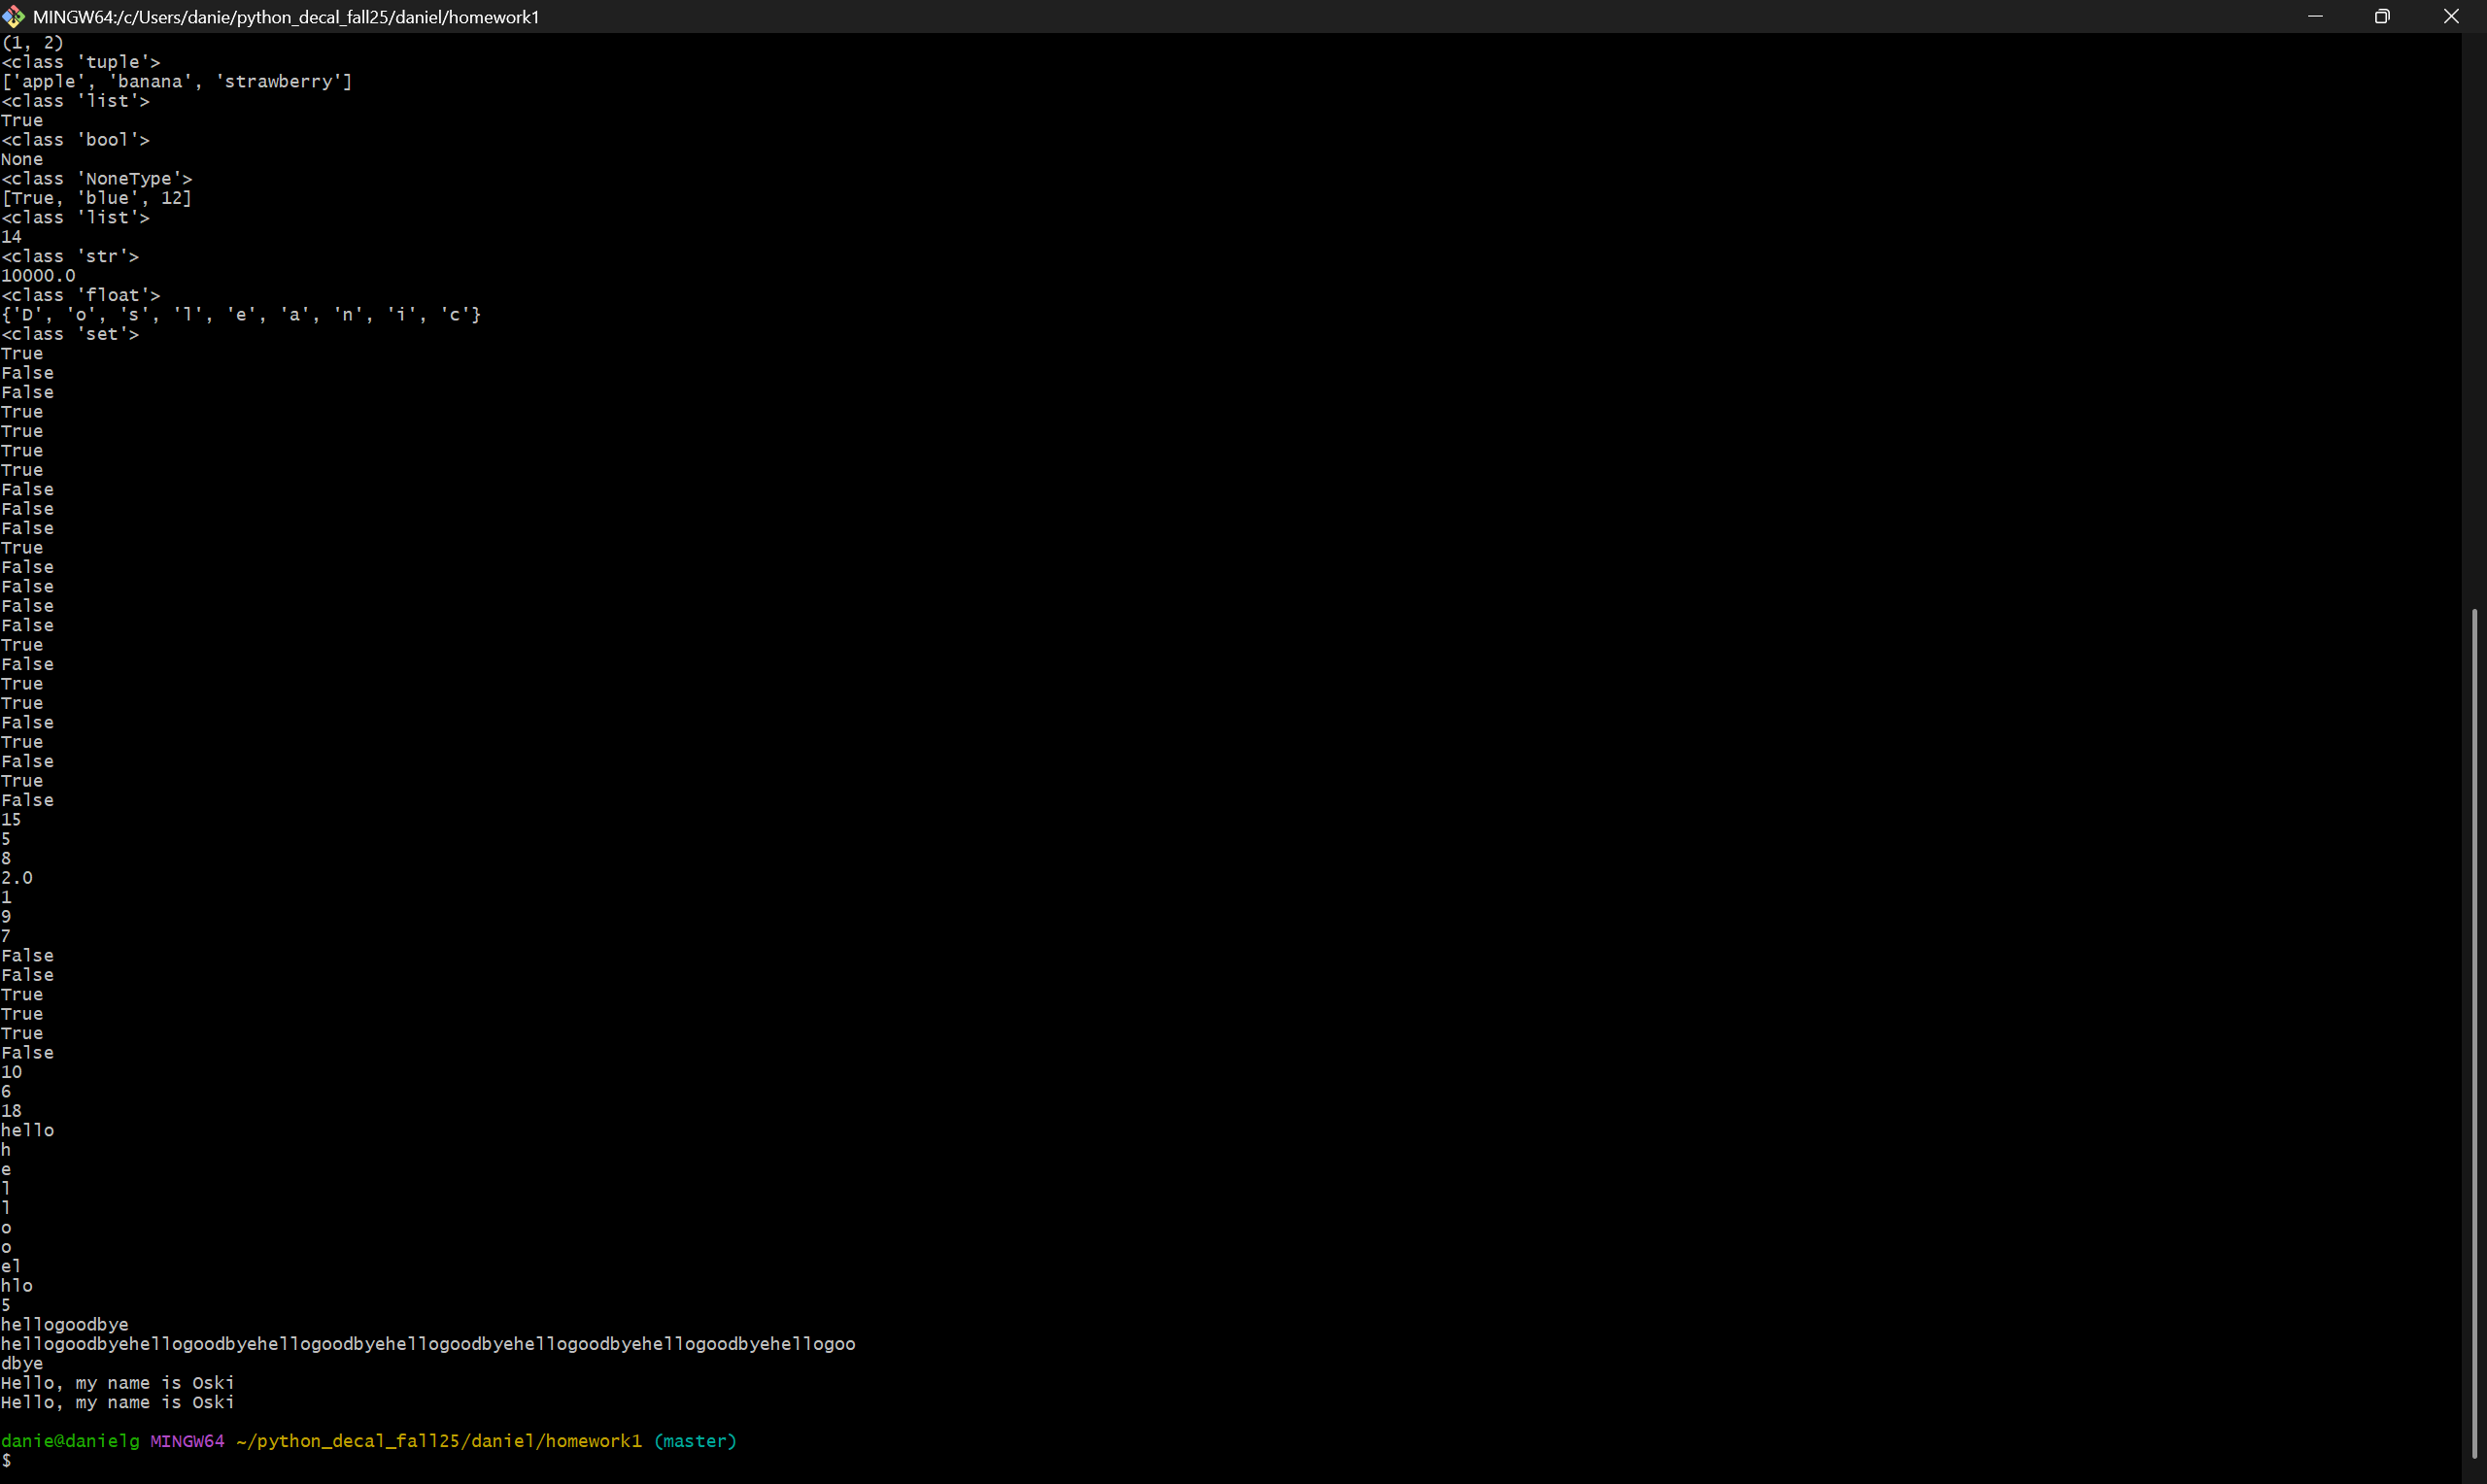 MINGW64:/c/Users/danie/python_decal_fall25/daniel/homework1
(1, 2)
<class 'tuple'>
['apple', 'banana', 'strawberry']
<class 'list'>
True
<class 'bool'>
None
<class 'NoneType'>
[True, 'blue', 12]
<class 'list'>
14
<class 'str'>
10000.0
<class 'float'>
{'D', 'o', 's', 'l', 'e', 'a', 'n', 'i', 'c'}
<class 'set'>
True
False
False
True
True
True
True
False
False
False
True
False
False
False
False
True
False
True
True
False
True
False
True
False
15
5
8
2.0
1
9
7
False
False
True
True
True
False
10
6
18
hello
h
e
l
l
o
o
el
hlo
5
hellogoodbye
hellogoodbyehellogoodbyehellogoodbyehellogoodbyehellogoodbyehellogoodbyehellogoo
dbye
Hello, my name is Oski
Hello, my name is Oski
danie@danielg MINGW64 ~/python_decal_fall25/daniel/homework1 (master)
$